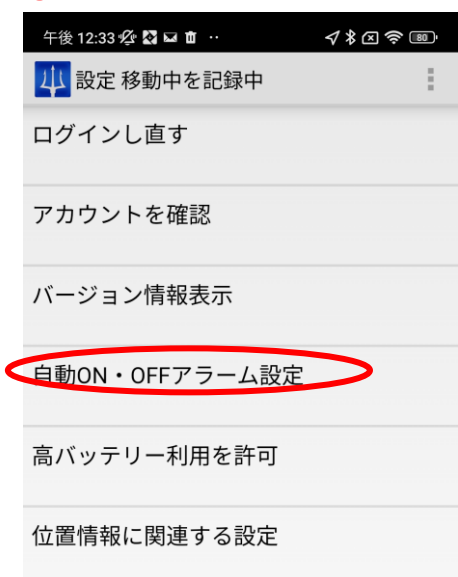 午後 12:33
80
設定 移動中を記録中
ログインし直す
アカウントを確認
バージョン情報表示
自動ON・OFFアラーム設定
高バッテリー利用を許可
位置情報に関連する設定